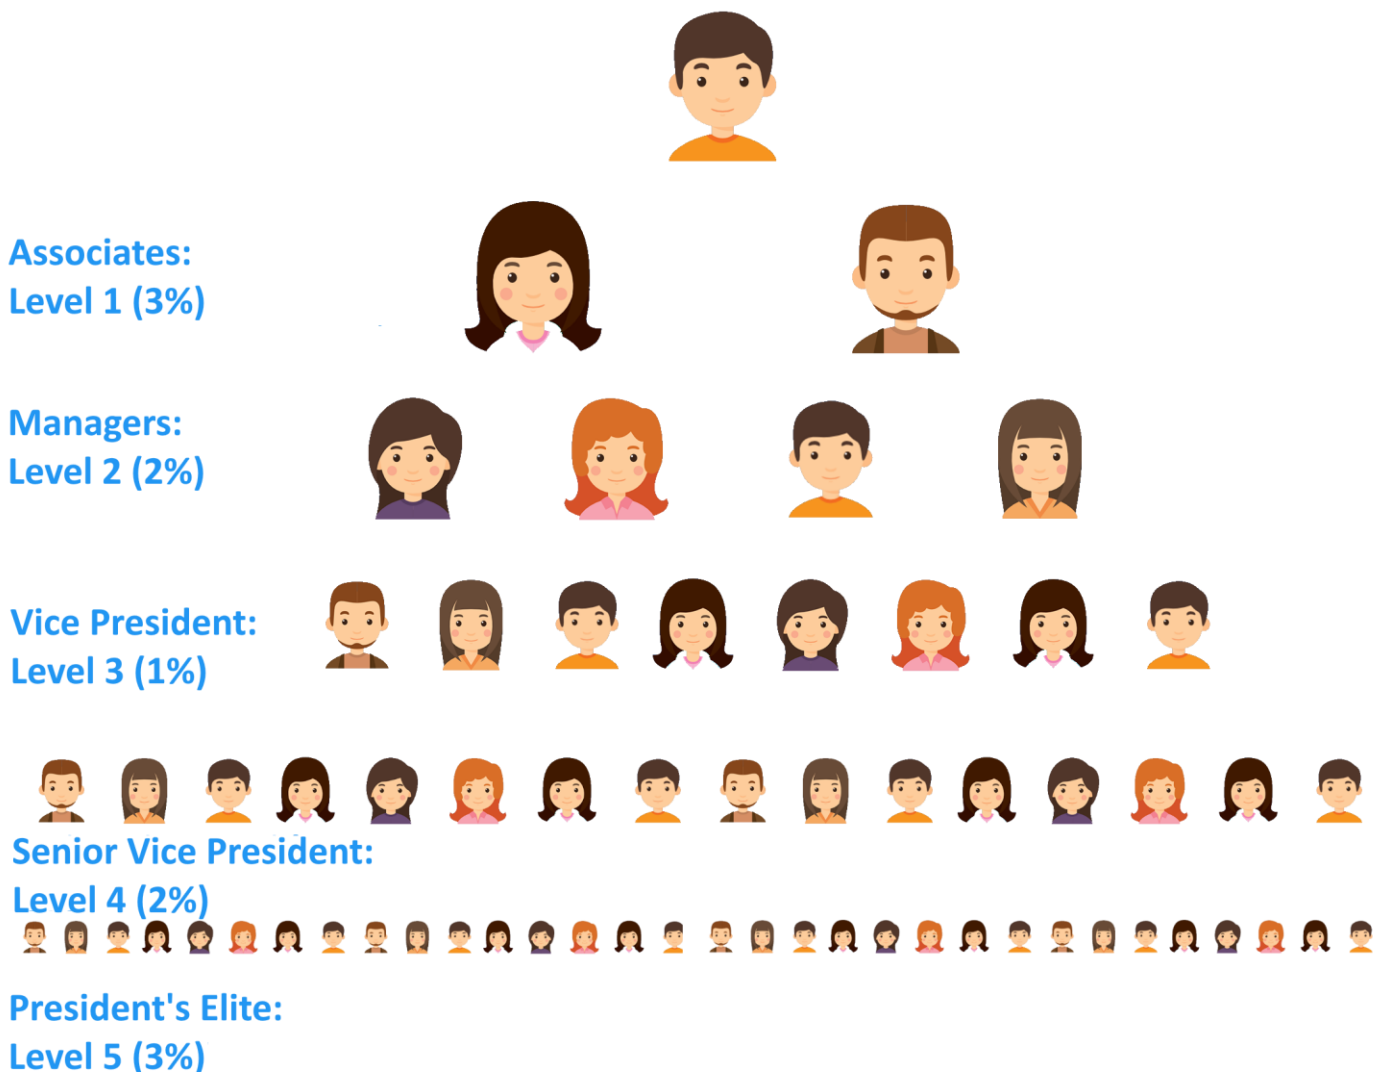 Associates:
Level 1 (3%)
Managers:
Level 2 (2%)
Vice President:
Level 3 (1%)
Senior Vice President:
Level 4 (2%)
President's Elite:
Level 5 (3%)